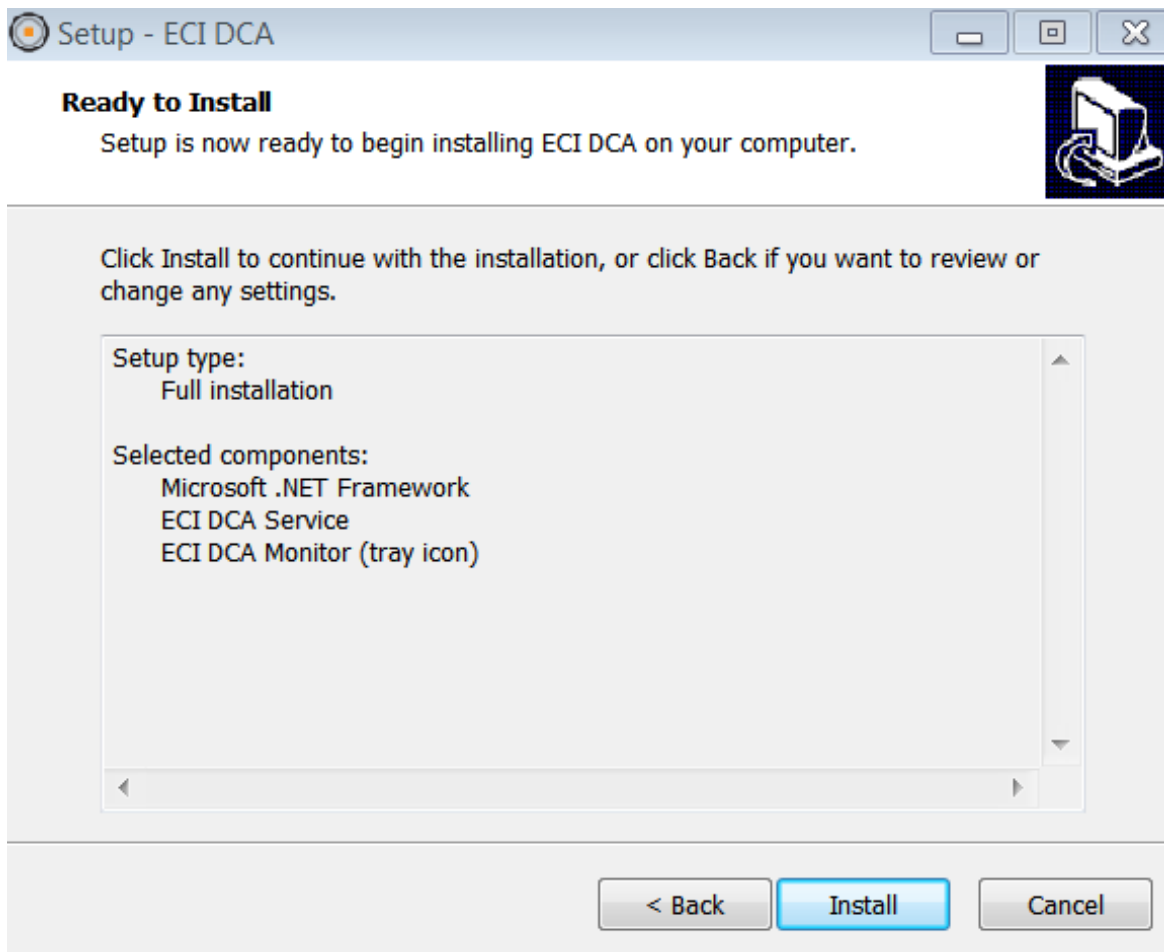 Setup - ECI DCA
Ready to Install
Setup is now ready to begin installing ECI DCA on your computer.
Click Install to continue with the installation, or click Back if you want to review or
change any settings.
Setup type:
Full installation
Selected components:
Microsoft .NET Framework
ECI DCA Service
ECI DCA Monitor (tray icon)
< Back
Install
Cancel